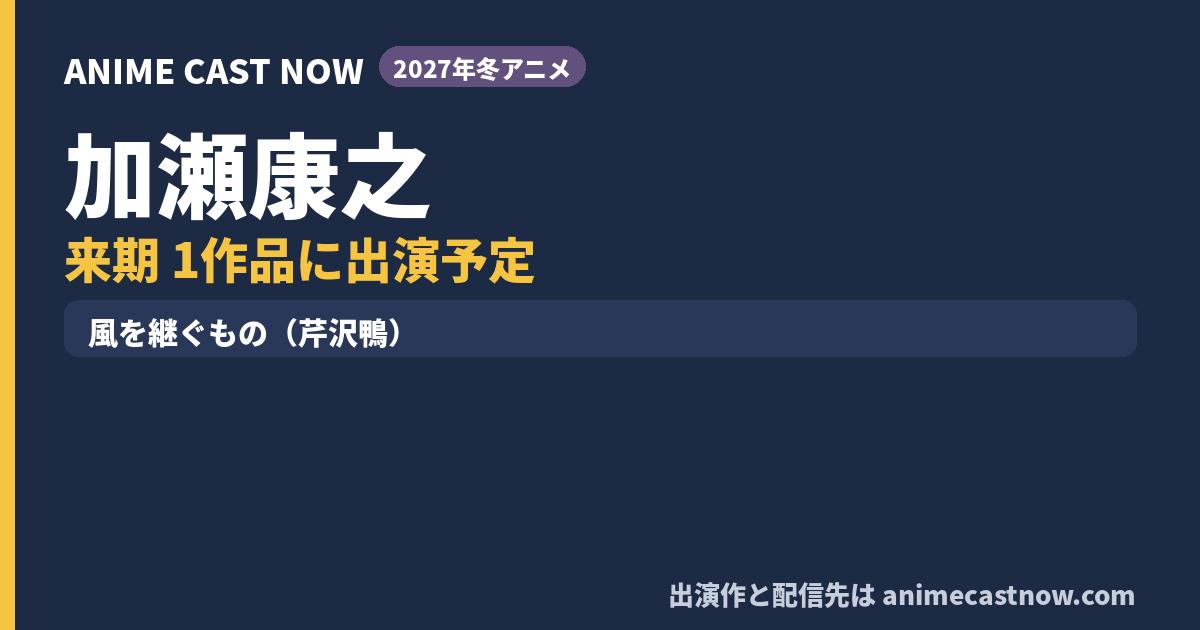 ANIME CAST NOW 2027年冬アニメ
加瀬康之
来期 1作品に出演予定
風を継ぐもの（芹沢鴨）
出演作と配信先は animecastnow.com